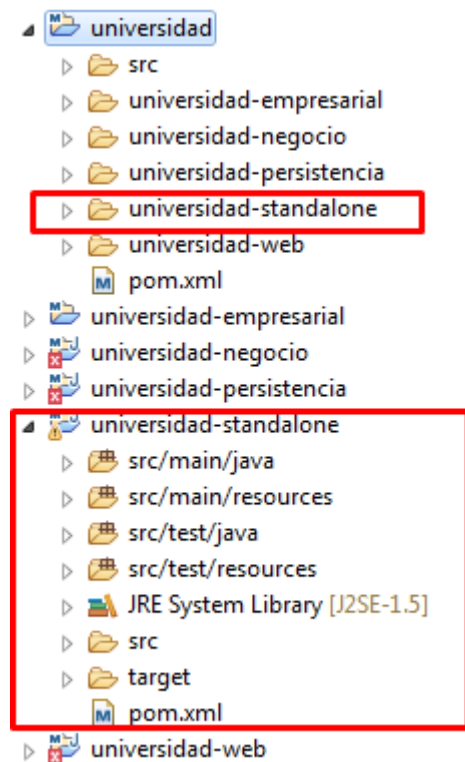 universidad
src
universidad-empresarial
universidad-negocio
universidad-persistencia
universidad-standalone
universidad-web
pom.xml
universidad-empresarial
universidad-negocio
universidad-persistencia
universidad-standalone
src/main/java
src/main/resources
src/test/java
src/test/resources
JRE System Library [J2SE-1.5]
src
target
pom.xml
universidad-web